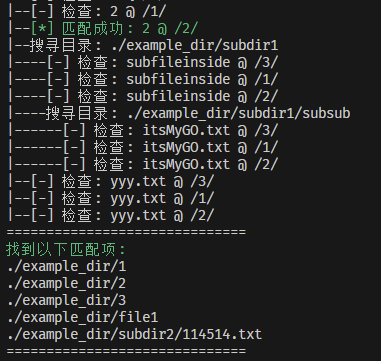 |--[-] 检查: 2 @ /1/
|--[*] 匹配成功: 2 @ /2/
|--搜寻目录: ./example_dir/subdir1
|----[-] 检查: subfileinside @ /3/
|----[-] 检查: subfileinside @ /1/
|----[-] 检查: subfileinside @ /2/
|----搜寻目录: ./example_dir/subdir1/subsub
|------[-] 检查: itsMyGO.txt @ /3/
|------[-] 检查: itsMyGO.txt @ /1/
|------[-] 检查: itsMyGO.txt @ /2/
|--[-] 检查: yyy.txt @ /3/
|--[-] 检查: yyy.txt @ /1/
|--[-] 检查: yyy.txt @ /2/
==============================
找到以下匹配项:
./example_dir/1
./example_dir/2
./example_dir/3
./example_dir/file1
./example_dir/subdir2/114514.txt
==============================